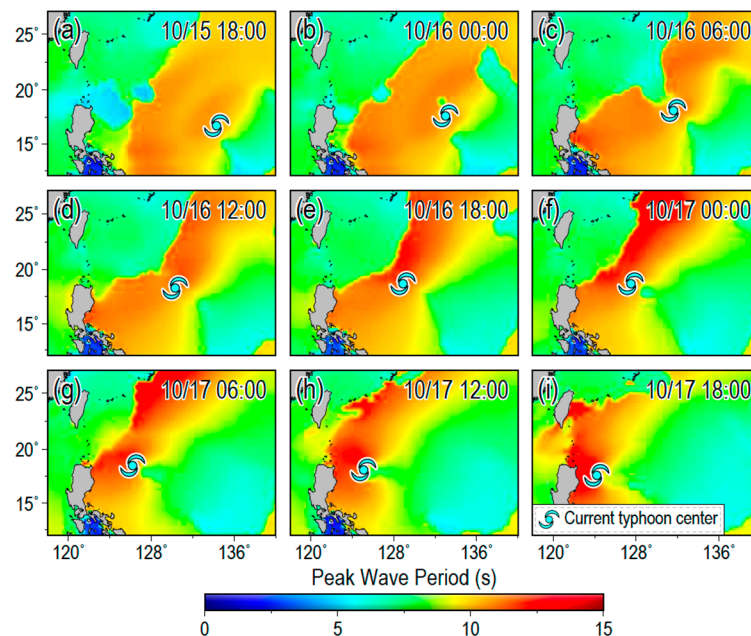 (a) 10/15 18:00 (b) 10/16 00:00 (c) 10/16 06:00
25°
20°
15°
(d) 10/16 12:00 (e) 10/16 18:00 (f) 10/17 00:00
25°
20°
15°
(g) 10/17 06:00 (h) 10/17 12:00 (i) 10/17 18:00
25°
20°
15°
Current typhoon center
120° 128° 136° 120° 128° 136° 120° 128° 136°
Peak Wave Period (s)
0 5 10 15